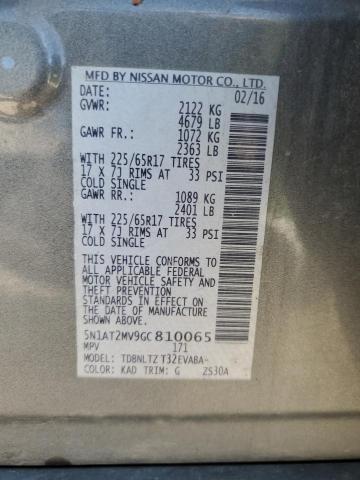 MFD BY NISSAN MOTOR CO., LTD.
DATE: 02/16
GVWR: 2122 KG
4679 LB
GAWR FR.: 1072 KG
2363 LB
WITH 225/65R17 TIRES
17 X 7J RIMS AT 33 PSI
COLD SINGLE
GAWR RR.: 1089 KG
2401 LB
WITH 225/65R17 TIRES
17 X 7J RIMS AT 33 PSI
COLD SINGLE
THIS VEHICLE CONFORMS TO
ALL APPLICABLE FEDERAL
MOTOR VEHICLE SAFETY
STANDARDS IN EFFECT ON
THE DATE OF MANUFACTURE
SHOWN ABOVE.
5N1AT2MV9GC810065
MPV 171
MODEL: TDBNLTZ T32EVABA-
COLOR: KAD TRIM: G ZS30A